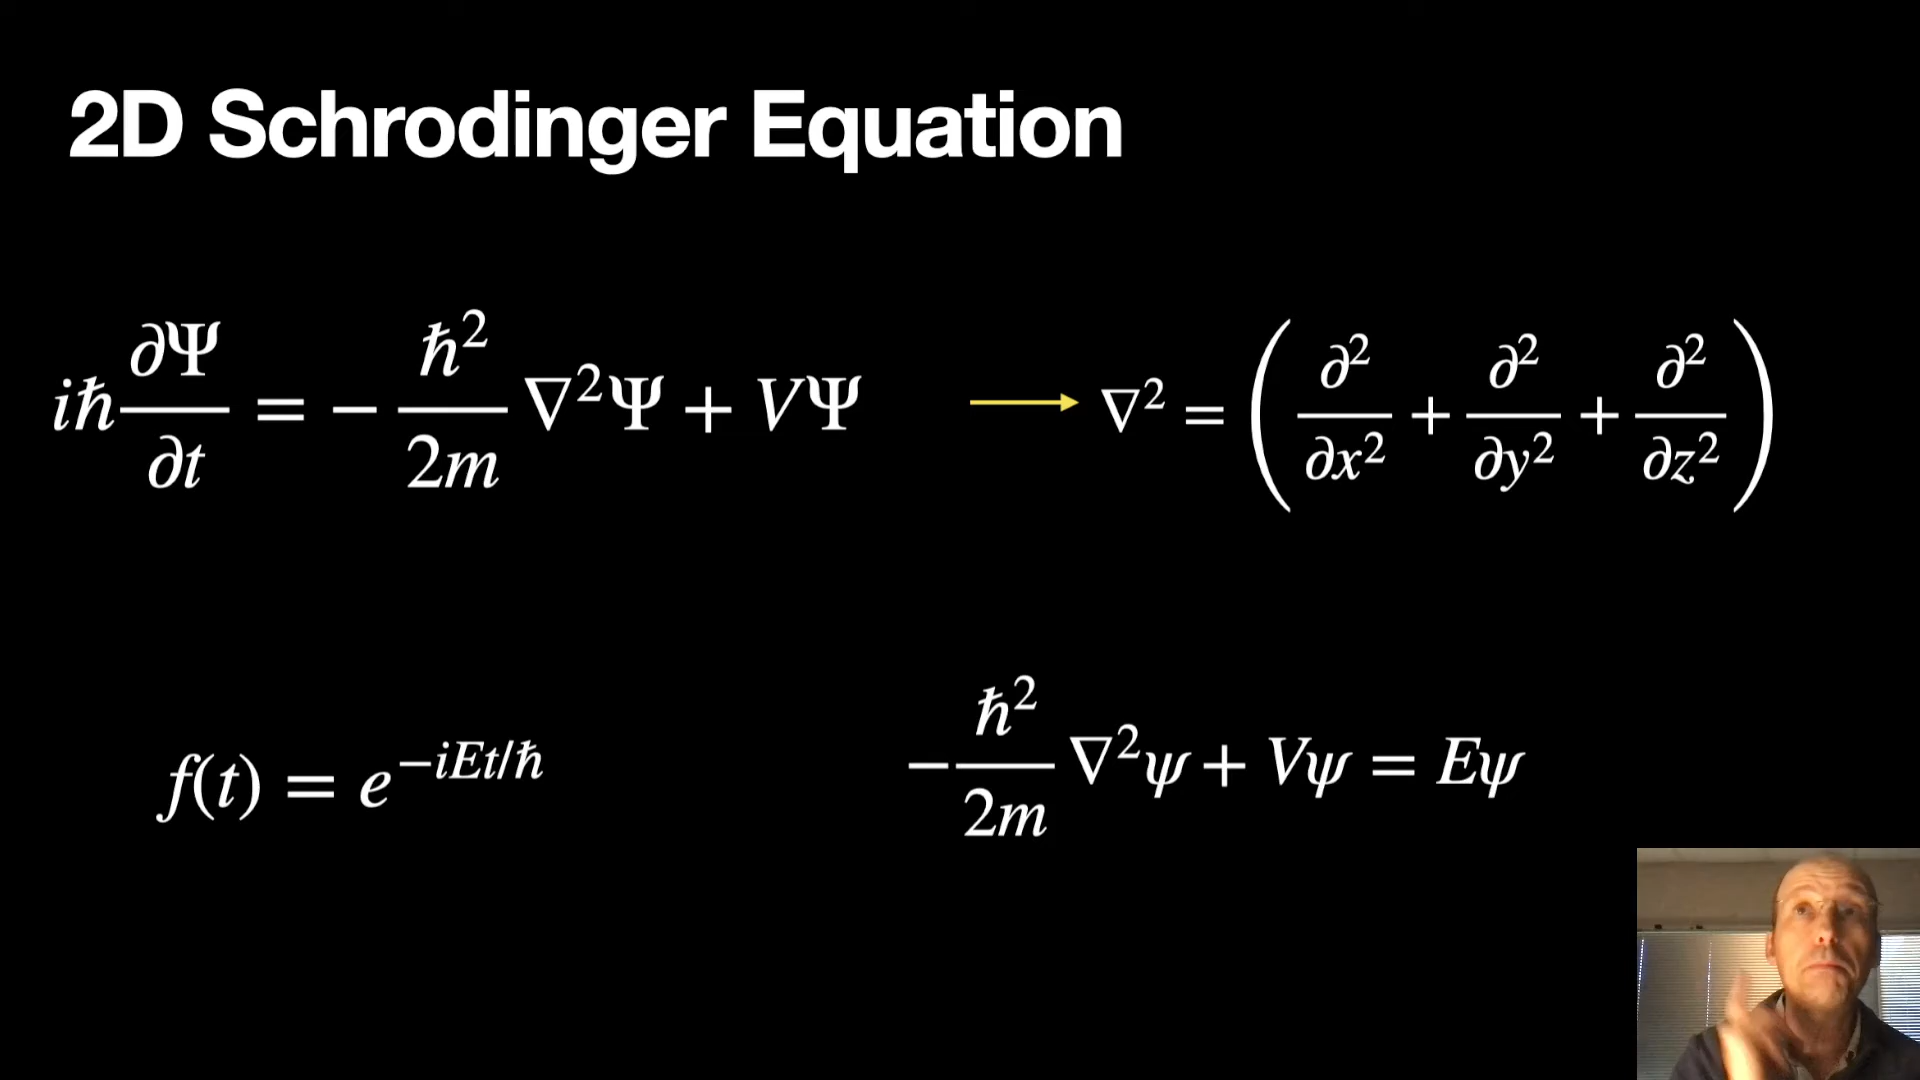 2D Schrodinger Equation
iħ ∂Ψ/∂t = − ħ²/2m ∇²Ψ + VΨ → ∇² = ( ∂²/∂x² + ∂²/∂y² + ∂²/∂z² )
f(t) = e^{−iEt/ħ}
− ħ²/2m ∇²ψ + Vψ = Eψ